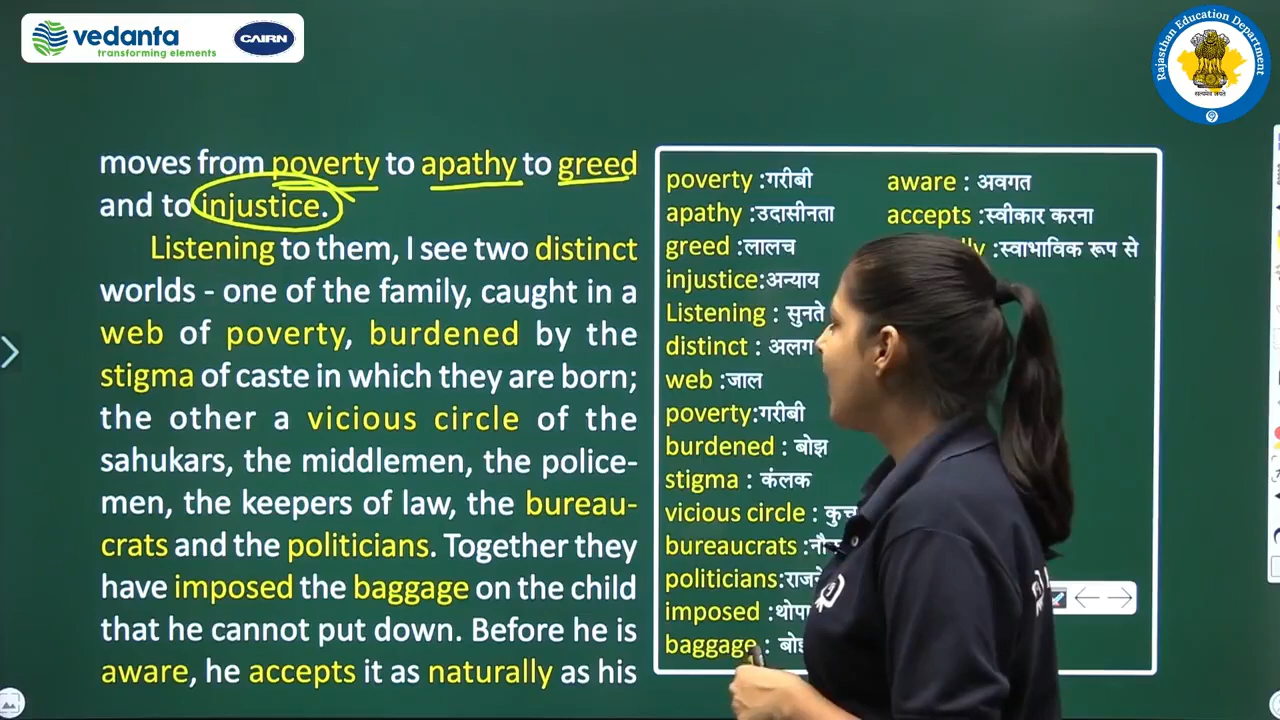 vedanta
transforming elements
CAIRN
Rajasthan Education Department
सत्यमेव जयते
moves from poverty to apathy to greed
and to injustice.
Listening to them, I see two distinct
worlds - one of the family, caught in a
web of poverty, burdened by the
stigma of caste in which they are born;
the other a vicious circle of the
sahukars, the middlemen, the police-
men, the keepers of law, the bureau-
crats and the politicians. Together they
have imposed the baggage on the child
that he cannot put down. Before he is
aware, he accepts it as naturally as his
poverty :गरीबी
apathy :उदासीनता
greed :लालच
injustice:अन्याय
Listening : सुनते
distinct : अलग
web :जाल
poverty:गरीबी
burdened : बोझ
stigma : कंलक
vicious circle :
bureaucrats :
politicians:
imposed :
baggage :
aware : अवगत
accepts :स्वीकार करना
:स्वाभाविक रूप से